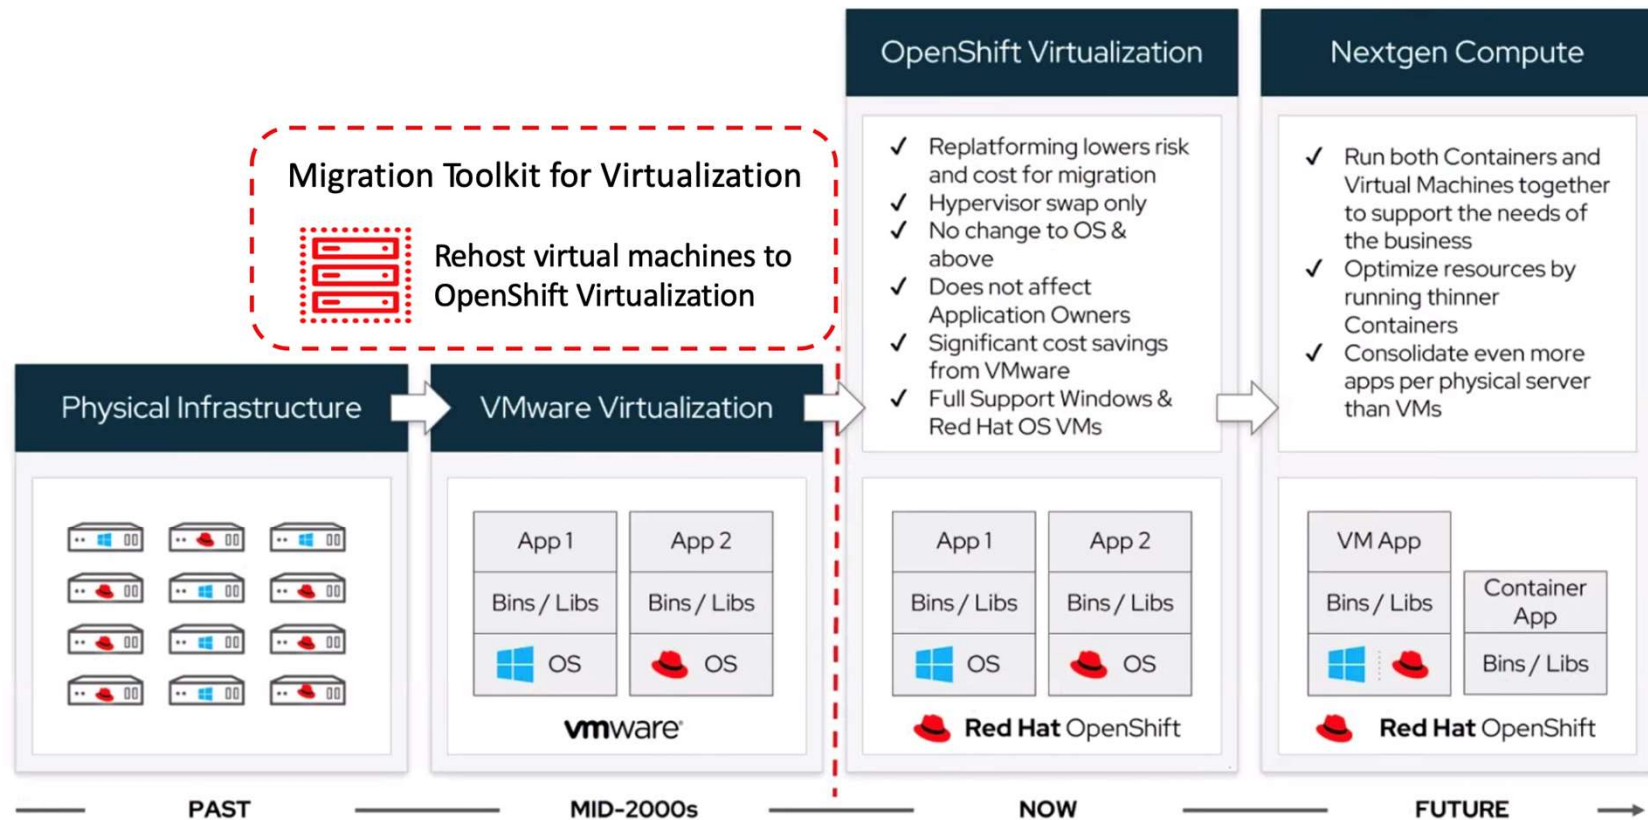 OpenShift Virtualization
Nextgen Compute
Migration Toolkit for Virtualization
Rehost virtual machines to
OpenShift Virtualization
✓ Replatforming lowers risk
and cost for migration
✓ Hypervisor swap only
✓ No change to OS &
above
✓ Does not affect
Application Owners
✓ Significant cost savings
from VMware
✓ Full Support Windows &
Red Hat OS VMs
✓ Run both Containers and
Virtual Machines together
to support the needs of
the business
✓ Optimize resources by
running thinner
Containers
✓ Consolidate even more
apps per physical server
than VMs
Physical Infrastructure
VMware Virtualization
App 1
Bins / Libs
OS
App 2
Bins / Libs
OS
vmware®
App 1
Bins / Libs
OS
App 2
Bins / Libs
OS
Red Hat OpenShift
VM App
Bins / Libs
Container
App
Bins / Libs
Red Hat OpenShift
PAST
MID-2000s
NOW
FUTURE